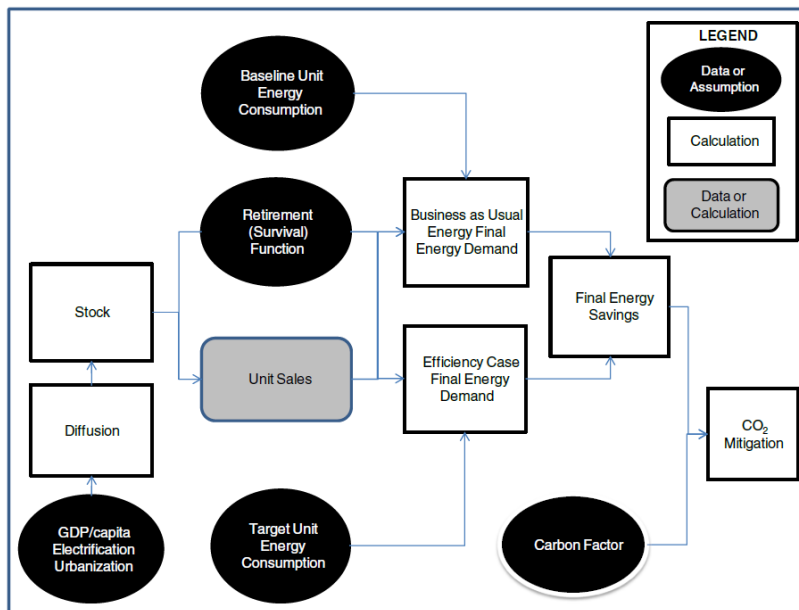 LEGEND
Data or
Assumption
Calculation
Data or
Calculation
Baseline Unit
Energy
Consumption
Retirement
(Survival)
Function
Business as Usual
Energy Final
Energy Demand
Stock
Final Energy
Savings
Unit Sales
Efficiency Case
Final Energy
Demand
Diffusion
CO₂
Mitigation
GDP/capita
Electrification
Urbanization
Target Unit
Energy
Consumption
Carbon Factor